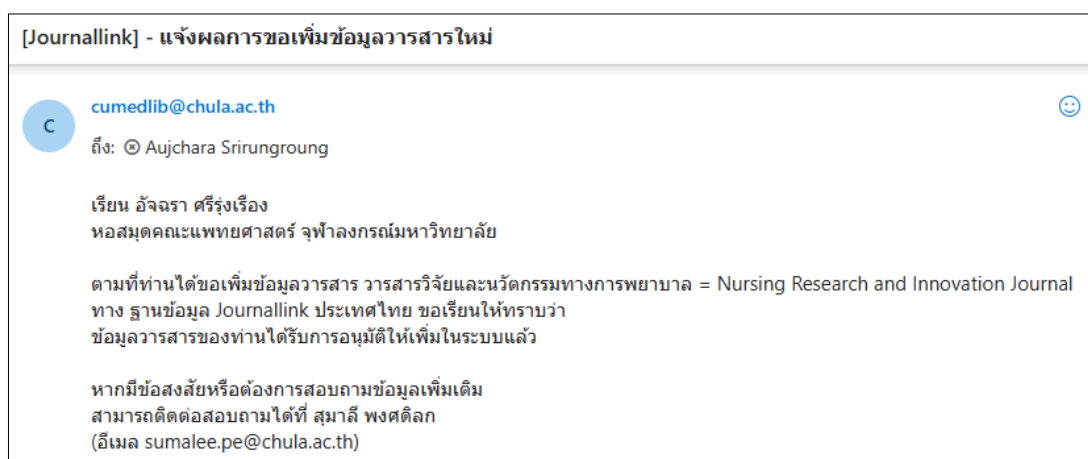 [Journallink] - แจ้งผลการขอเพิ่มข้อมูลวารสารใหม่
C
cumedlib@chula.ac.th
ถึง: Aujchara Srirungroung
เรียน อัจฉรา ศรีรุ่งเรือง
หอสมุดคณะแพทยศาสตร์ จุฬาลงกรณ์มหาวิทยาลัย
ตามที่ท่านได้ขอเพิ่มข้อมูลวารสาร วารสารวิจัยและนวัตกรรมทางการพยาบาล = Nursing Research and Innovation Journal
ทาง ฐานข้อมูล Journallink ประเทศไทย ขอเรียนให้ทราบว่า
ข้อมูลวารสารของท่านได้รับการอนุมัติให้เพิ่มในระบบแล้ว
หากมีข้อสงสัยหรือต้องการสอบถามข้อมูลเพิ่มเติม
สามารถติดต่อสอบถามได้ที่ สุมาลี พงศดิลก
(อีเมล sumalee.pe@chula.ac.th)